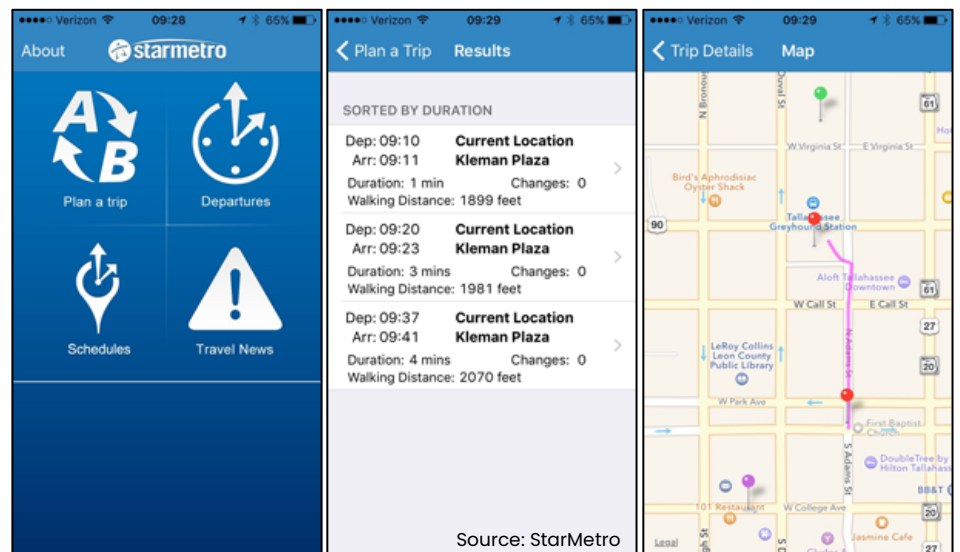 Verizon 09:28 65%
About starmetro
A B
Plan a trip Departures
Schedules Travel News
Verizon 09:29 65%
Plan a Trip Results
SORTED BY DURATION
Dep: 09:10 Current Location
Arr: 09:11 Kleman Plaza
Duration: 1 min Changes: 0
Walking Distance: 1899 feet
Dep: 09:20 Current Location
Arr: 09:23 Kleman Plaza
Duration: 3 mins Changes: 0
Walking Distance: 1981 feet
Dep: 09:37 Current Location
Arr: 09:41 Kleman Plaza
Duration: 4 mins Changes: 0
Walking Distance: 2070 feet
Source: StarMetro
Verizon 09:29 65%
Trip Details Map
N Bronou
Duval St
61
W Virginia St E Virginia St
Bird's Aphrodisiac
Oyster Shack
90
Greyhound Station
Aloft Tallahassee
Downtown
61
W Call St E Call St
27
N Adams St
LeRoy Collins
Leon County
Public Library
20
W Park Ave
First Baptist
Church
S Adams St
DoubleTree by
Hilton Tallahas
BB&T
101 Restaurant W College Ave
20
Jasmine Cafe
Legal
gh St
27